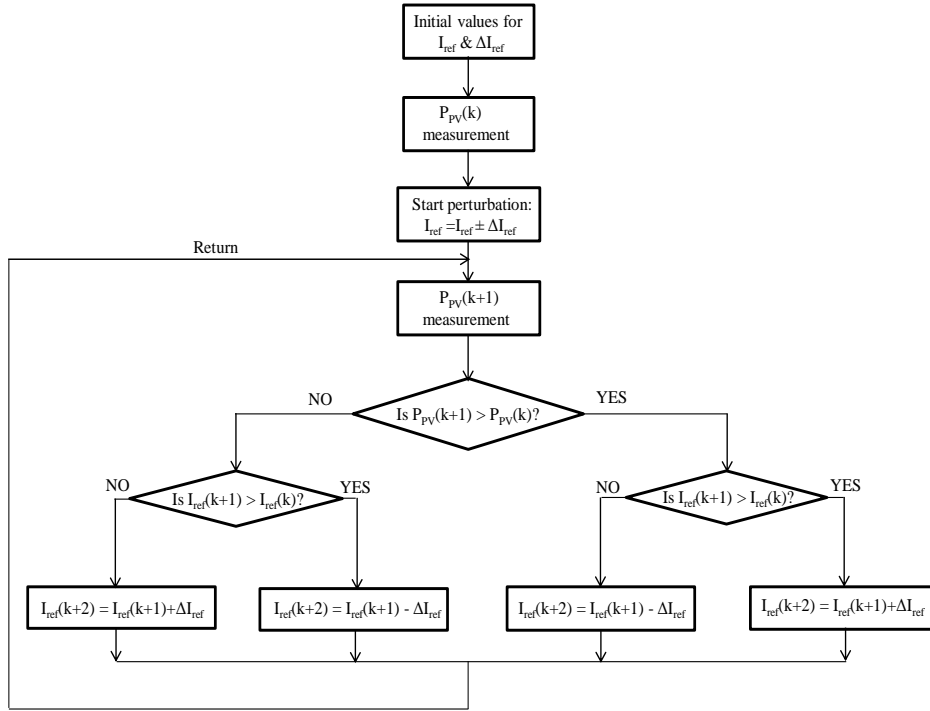 Initial values for
I_ref & ΔI_ref
P_PV(k)
measurement
Start perturbation:
I_ref =I_ref ± ΔI_ref
Return
P_PV(k+1)
measurement
NO
YES
Is P_PV(k+1) > P_PV(k)?
NO
Is I_ref(k+1) > I_ref(k)?
YES
NO
Is I_ref(k+1) > I_ref(k)?
YES
I_ref(k+2) = I_ref(k+1)+ΔI_ref
I_ref(k+2) = I_ref(k+1) - ΔI_ref
I_ref(k+2) = I_ref(k+1) - ΔI_ref
I_ref(k+2) = I_ref(k+1)+ΔI_ref